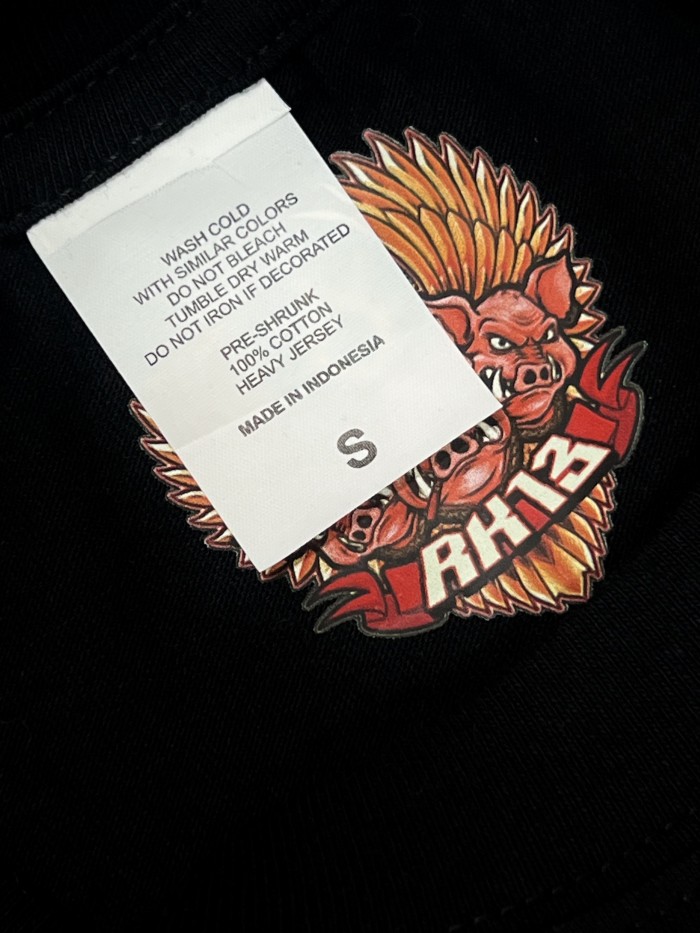 WASH COLD
WITH SIMILAR COLORS
DO NOT BLEACH
TUMBLE DRY WARM
DO NOT IRON IF DECORATED
PRE-SHRUNK
100% COTTON
HEAVY JERSEY
MADE IN INDONESIA
S
RK13